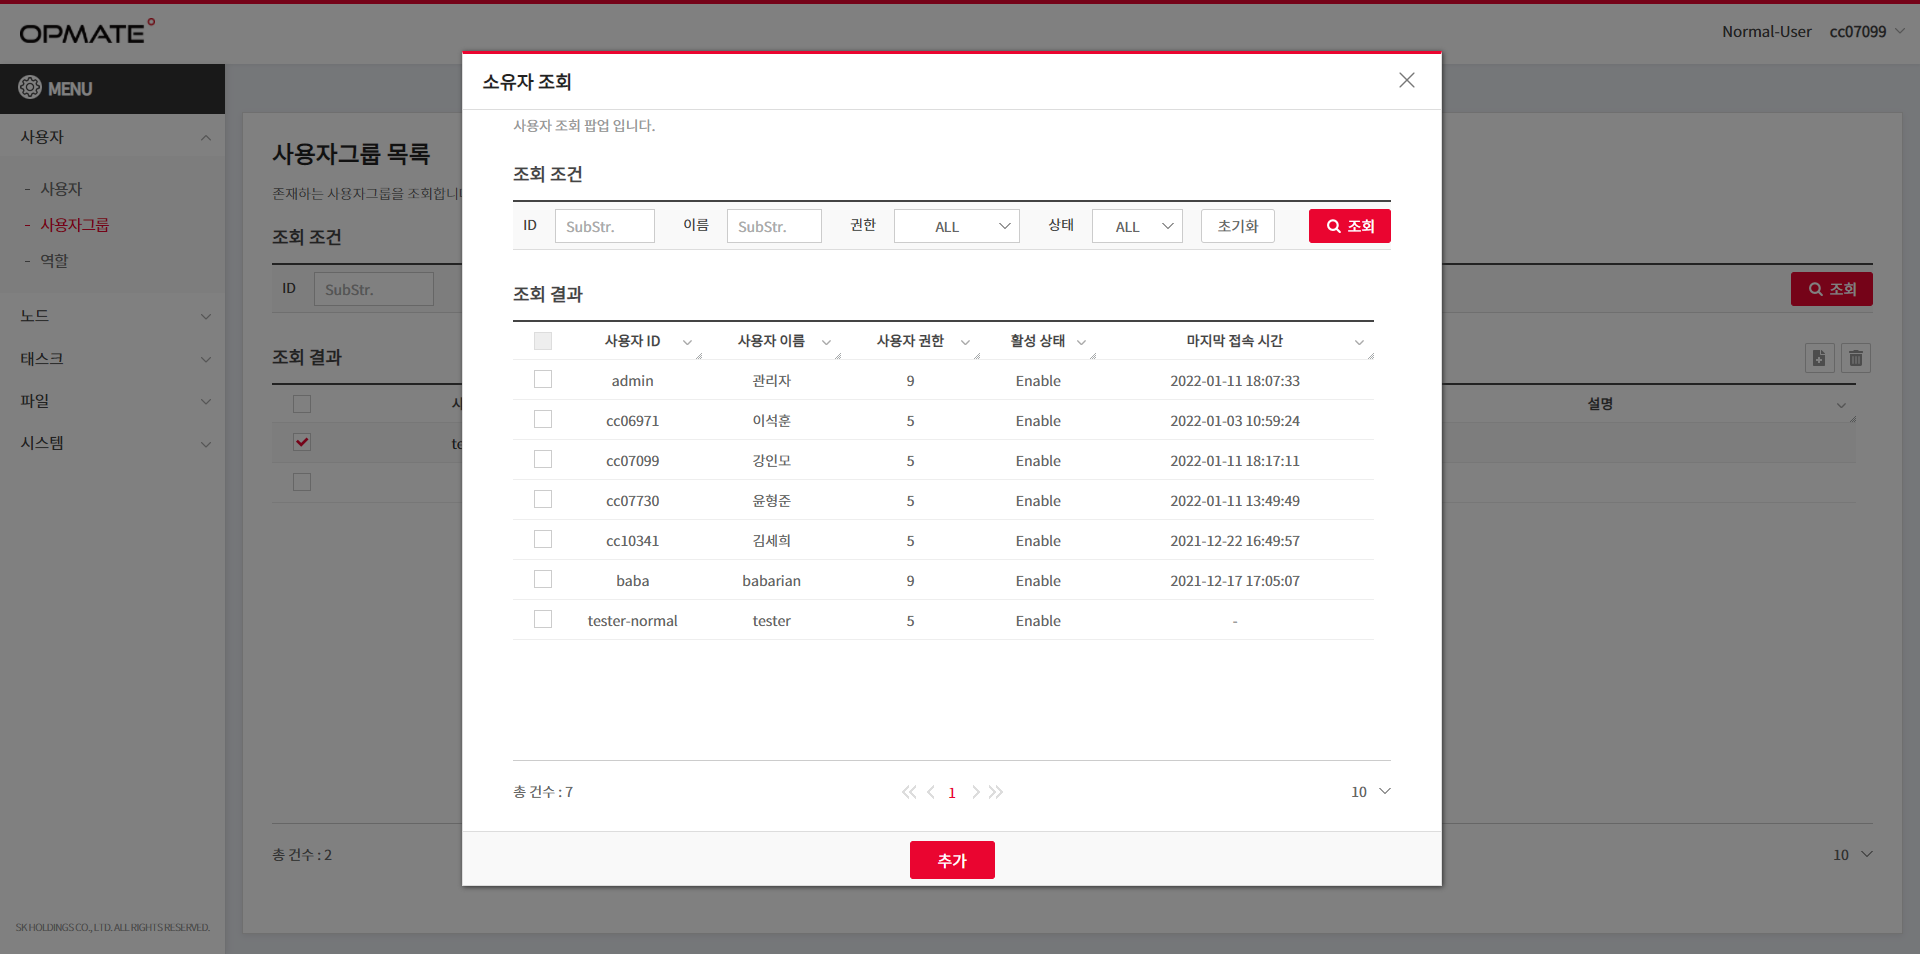 OPMATE
Normal-User cc07099
MENU
사용자
- 사용자
- 사용자그룹
- 역할
노드
태스크
파일
시스템
SK HOLDINGS CO., LTD. ALL RIGHTS RESERVED.
사용자그룹 목록
존재하는 사용자그룹을 조회합니
조회 조건
ID SubStr.
조회
조회 결과
설명
te
총 건수 : 2
10
소유자 조회
사용자 조회 팝업 입니다.
조회 조건
ID SubStr. 이름 SubStr. 권한 ALL 상태 ALL 초기화 조회
조회 결과
사용자 ID 사용자 이름 사용자 권한 활성 상태 마지막 접속 시간
admin 관리자 9 Enable 2022-01-11 18:07:33
cc06971 이석훈 5 Enable 2022-01-03 10:59:24
cc07099 강인모 5 Enable 2022-01-11 18:17:11
cc07730 윤형준 5 Enable 2022-01-11 13:49:49
cc10341 김세희 5 Enable 2021-12-22 16:49:57
baba babarian 9 Enable 2021-12-17 17:05:07
tester-normal tester 5 Enable -
총 건수 : 7
1
10
추가